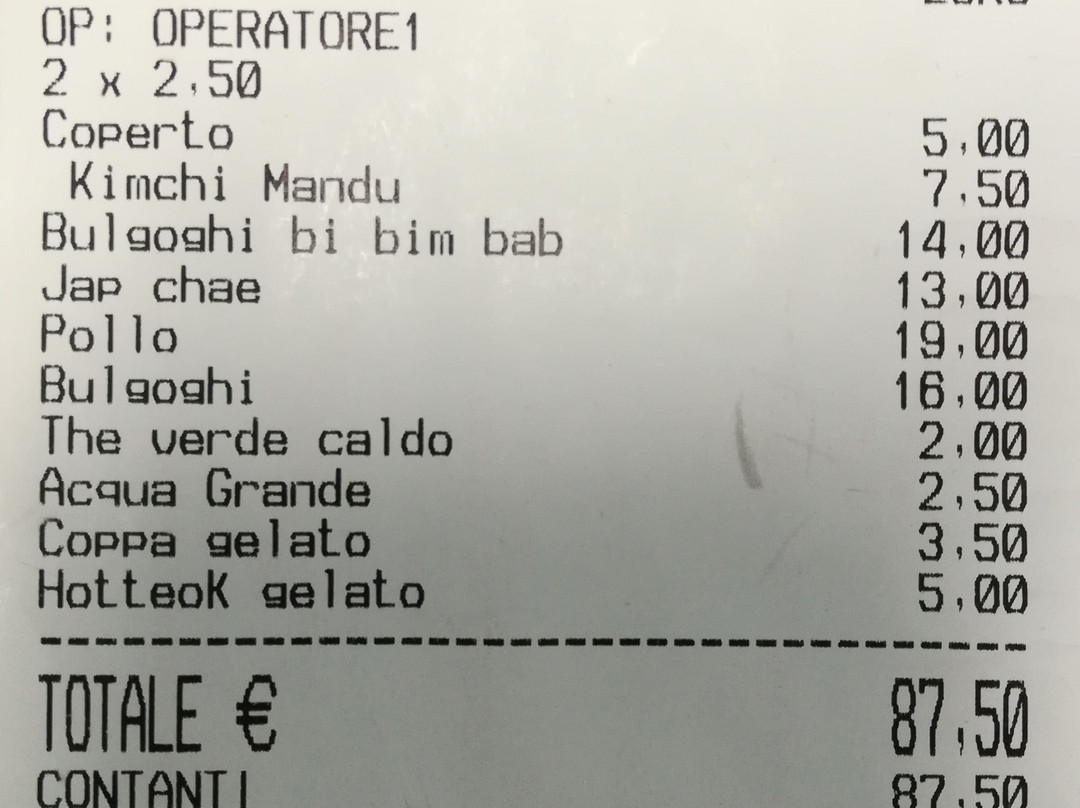 OP: OPERATORE1
2 x 2,50
Coperto 5,00
Kimchi Mandu 7,50
Bulgoghi bi bim bab 14,00
Jap chae 13,00
Pollo 19,00
Bulgoghi 16,00
The verde caldo 2,00
Acqua Grande 2,50
Coppa gelato 3,50
HotteoK gelato 5,00
TOTALE € 87,50
CONTANTI 87,50